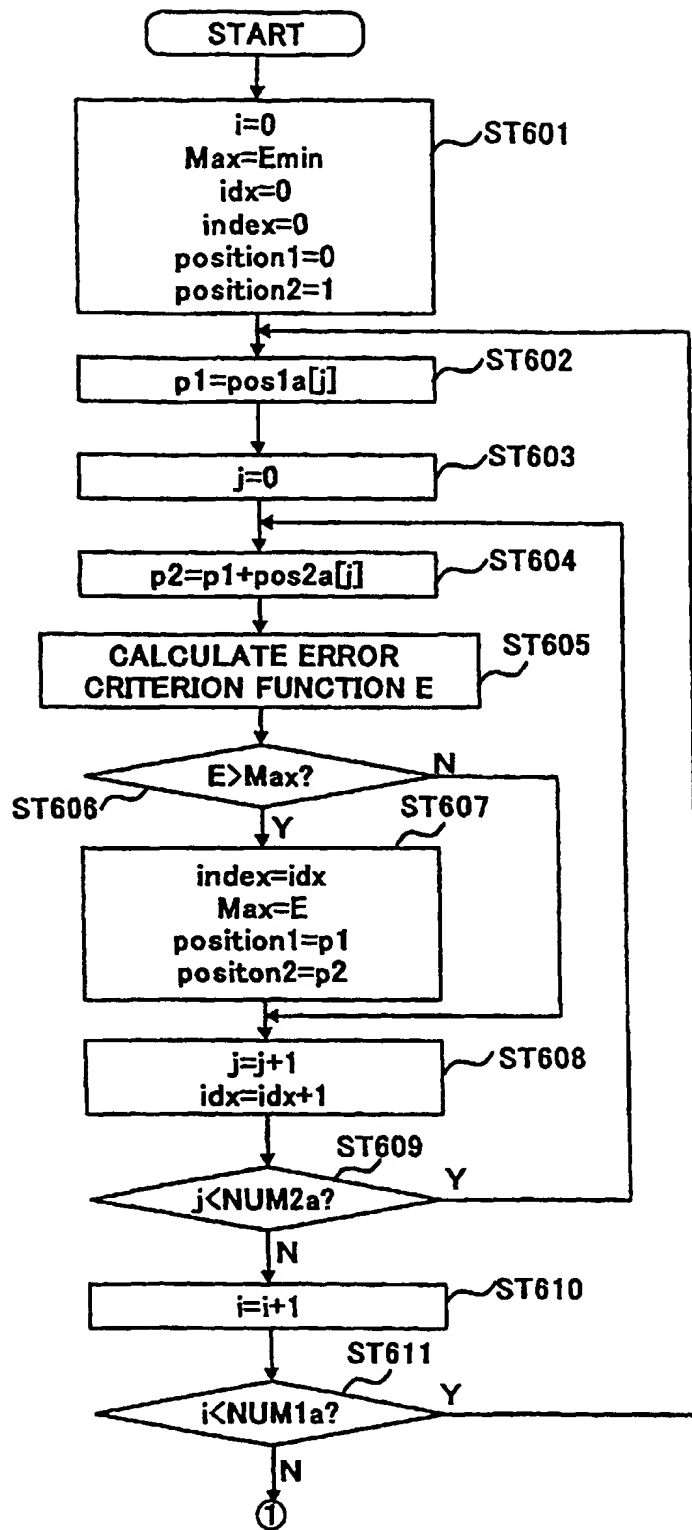 START
i=0
Max=Emin
idx=0
index=0
position1=0
position2=1
ST601
p1=pos1a[j]
ST602
j=0
ST603
p2=p1+pos2a[j]
ST604
CALCULATE ERROR
CRITERION FUNCTION E
ST605
E>Max?
N
ST606
Y
ST607
index=idx
Max=E
position1=p1
positon2=p2
j=j+1
idx=idx+1
ST608
ST609
j<NUM2a?
Y
N
i=i+1
ST610
ST611
i<NUM1a?
Y
N
1